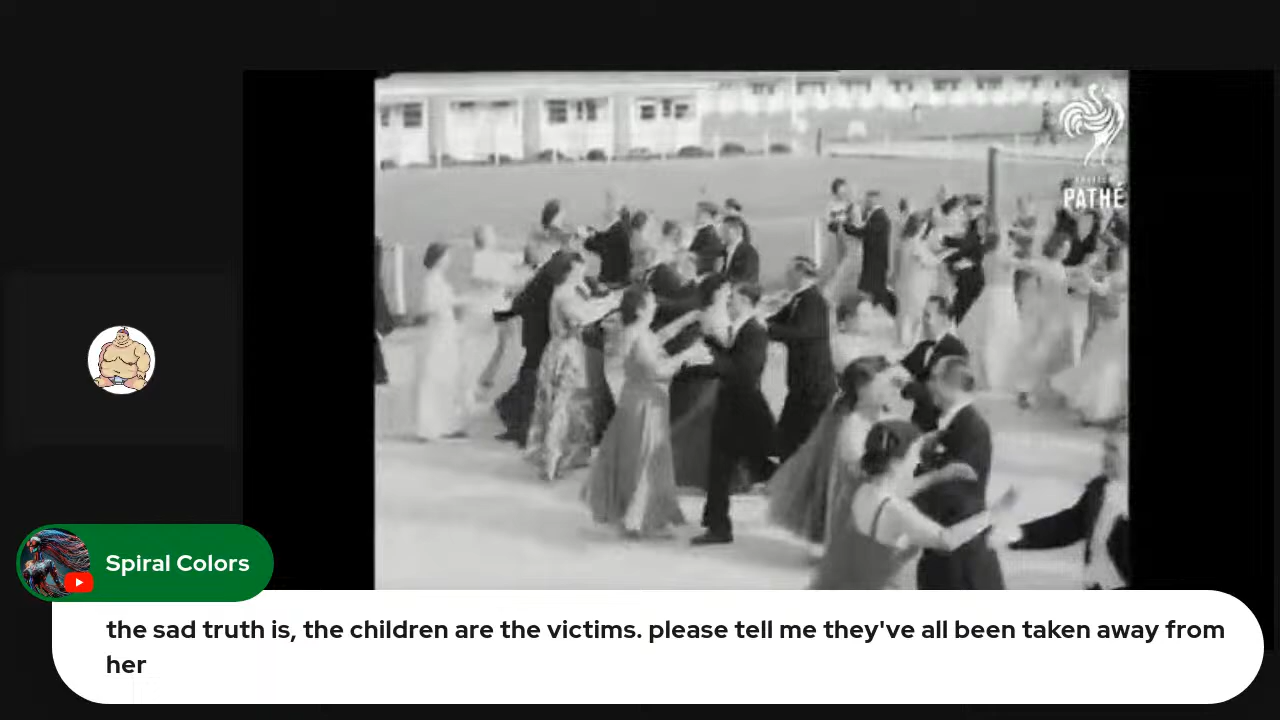 PATHÉ
Spiral Colors
the sad truth is, the children are the victims. please tell me they've all been taken away from
her